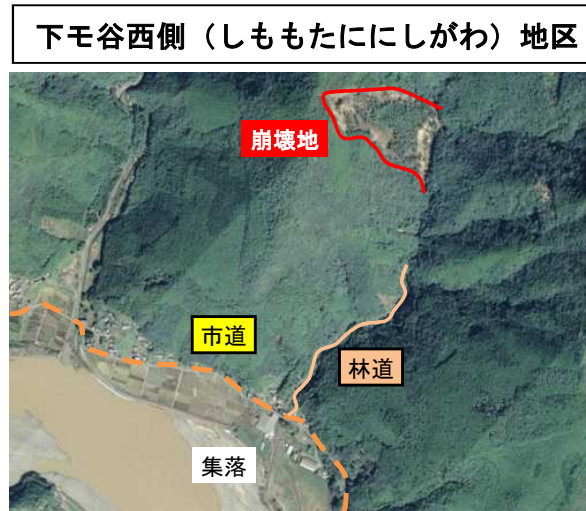 下モ谷西側（しももたににしがわ）地区
崩壊地
市道
林道
集落